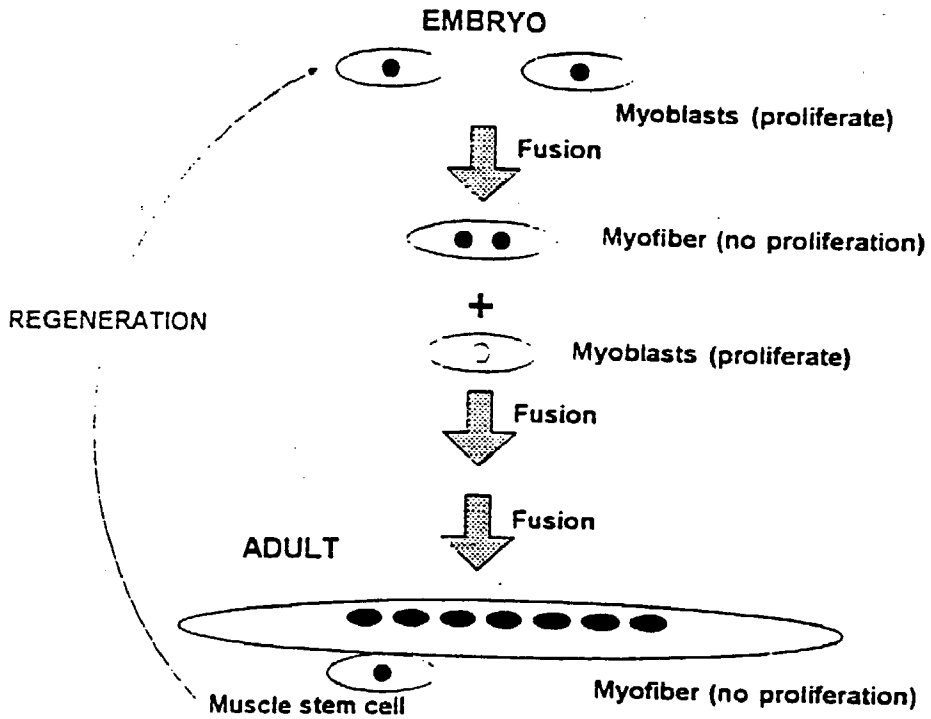 EMBRYO
Myoblasts (proliferate)
Fusion
Myofiber (no proliferation)
+
REGENERATION
Myoblasts (proliferate)
Fusion
Fusion
ADULT
Muscle stem cell
Myofiber (no proliferation)